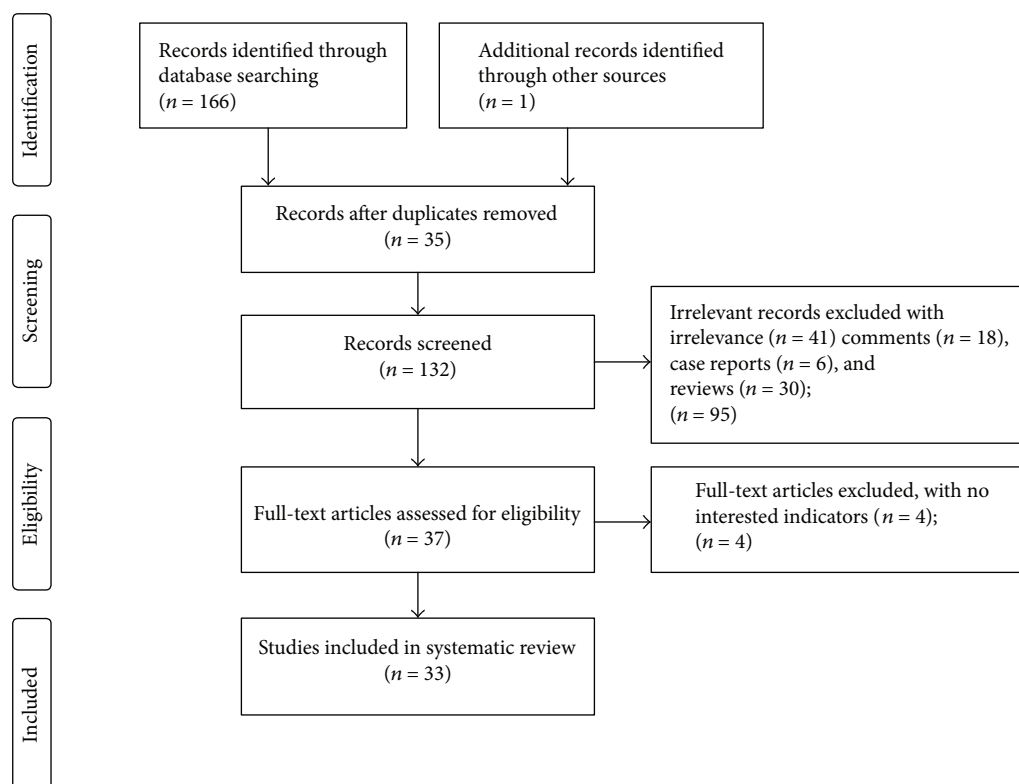 Identification
Records identified through
database searching
(n = 166)
Additional records identified
through other sources
(n = 1)
Records after duplicates removed
(n = 35)
Screening
Records screened
(n = 132)
Irrelevant records excluded with
irrelevance (n = 41) comments (n = 18),
case reports (n = 6), and
reviews (n = 30);
(n = 95)
Eligibility
Full-text articles assessed for eligibility
(n = 37)
Full-text articles excluded, with no
interested indicators (n = 4);
(n = 4)
Included
Studies included in systematic review
(n = 33)